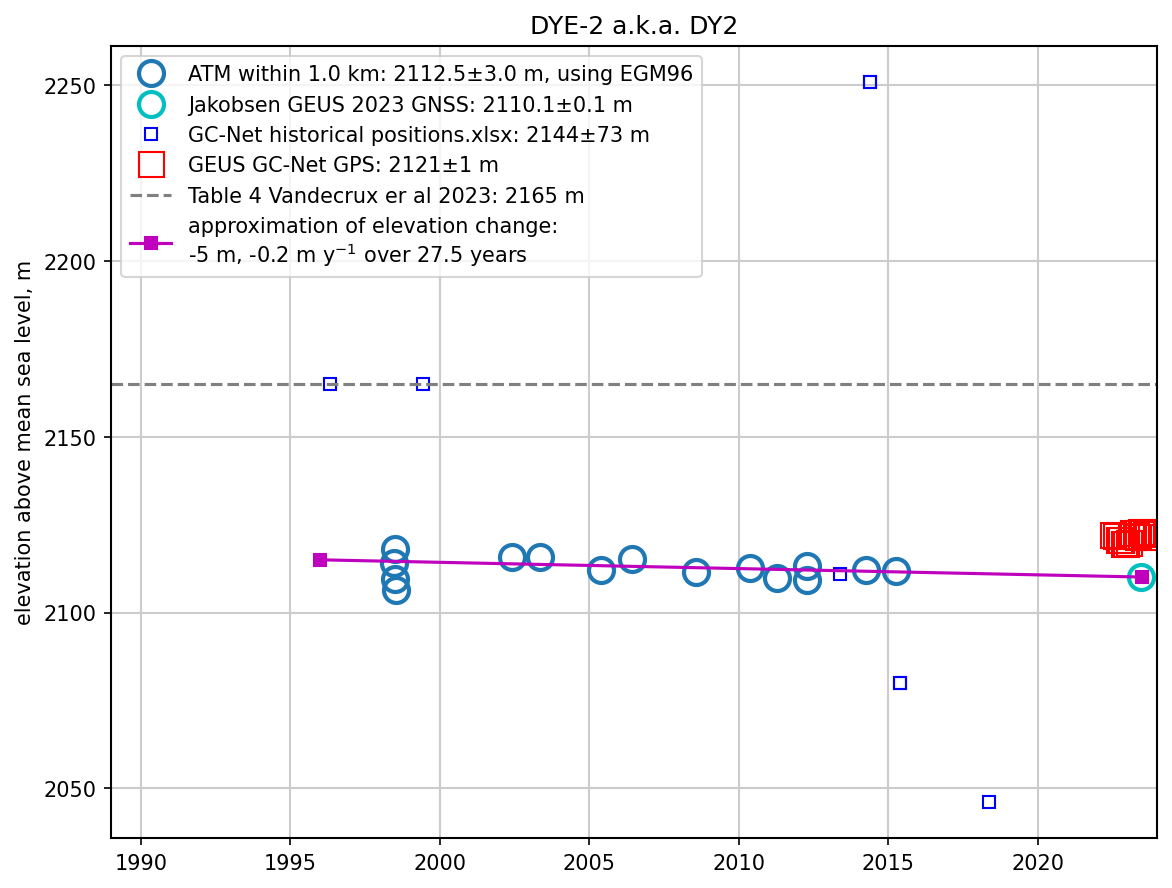 DYE-2 a.k.a. DY2
ATM within 1.0 km: 2112.5±3.0 m, using EGM96
Jakobsen GEUS 2023 GNSS: 2110.1±0.1 m
GC-Net historical positions.xlsx: 2144±73 m
GEUS GC-Net GPS: 2121±1 m
Table 4 Vandecrux er al 2023: 2165 m
approximation of elevation change:
-5 m, -0.2 m y⁻¹ over 27.5 years
elevation above mean sea level, m
2250
2200
2150
2100
2050
1990 1995 2000 2005 2010 2015 2020